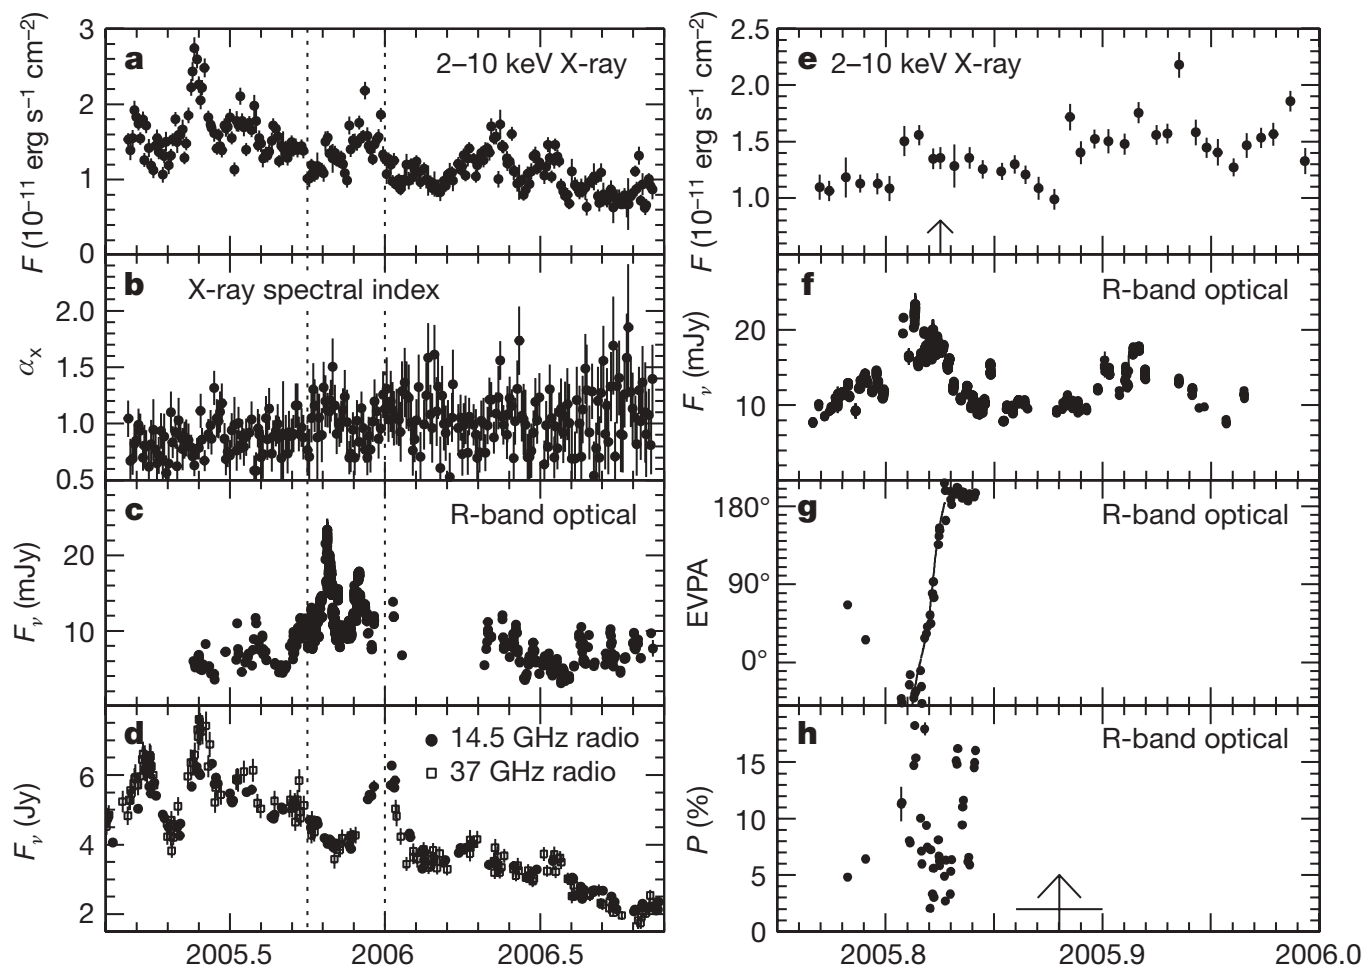 a
2–10 keV X-ray
F (10⁻¹¹ erg s⁻¹ cm⁻²)
3
2
1
0
b
X-ray spectral index
αₓ
2.0
1.5
1.0
0.5
c
R-band optical
Fᵥ (mJy)
20
10
d
14.5 GHz radio
37 GHz radio
Fᵥ (Jy)
6
4
2
2005.5
2006
2006.5
e
2–10 keV X-ray
F (10⁻¹¹ erg s⁻¹ cm⁻²)
2.5
2.0
1.5
1.0
f
R-band optical
Fᵥ (mJy)
20
10
g
R-band optical
EVPA
180°
90°
0°
h
R-band optical
P (%)
15
10
5
0
2005.8
2005.9
2006.0